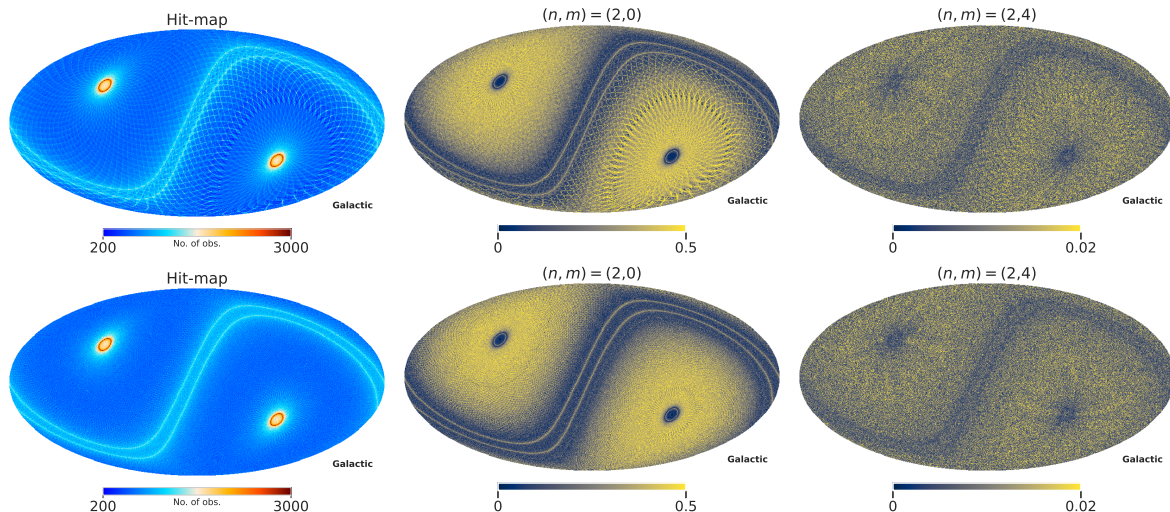 Hit-map
(n, m) = (2,0)
(n, m) = (2,4)
Galactic
Galactic
Galactic
200 No. of obs. 3000
0 0.5
0 0.02
Hit-map
(n, m) = (2,0)
(n, m) = (2,4)
Galactic
Galactic
Galactic
200 No. of obs. 3000
0 0.5
0 0.02